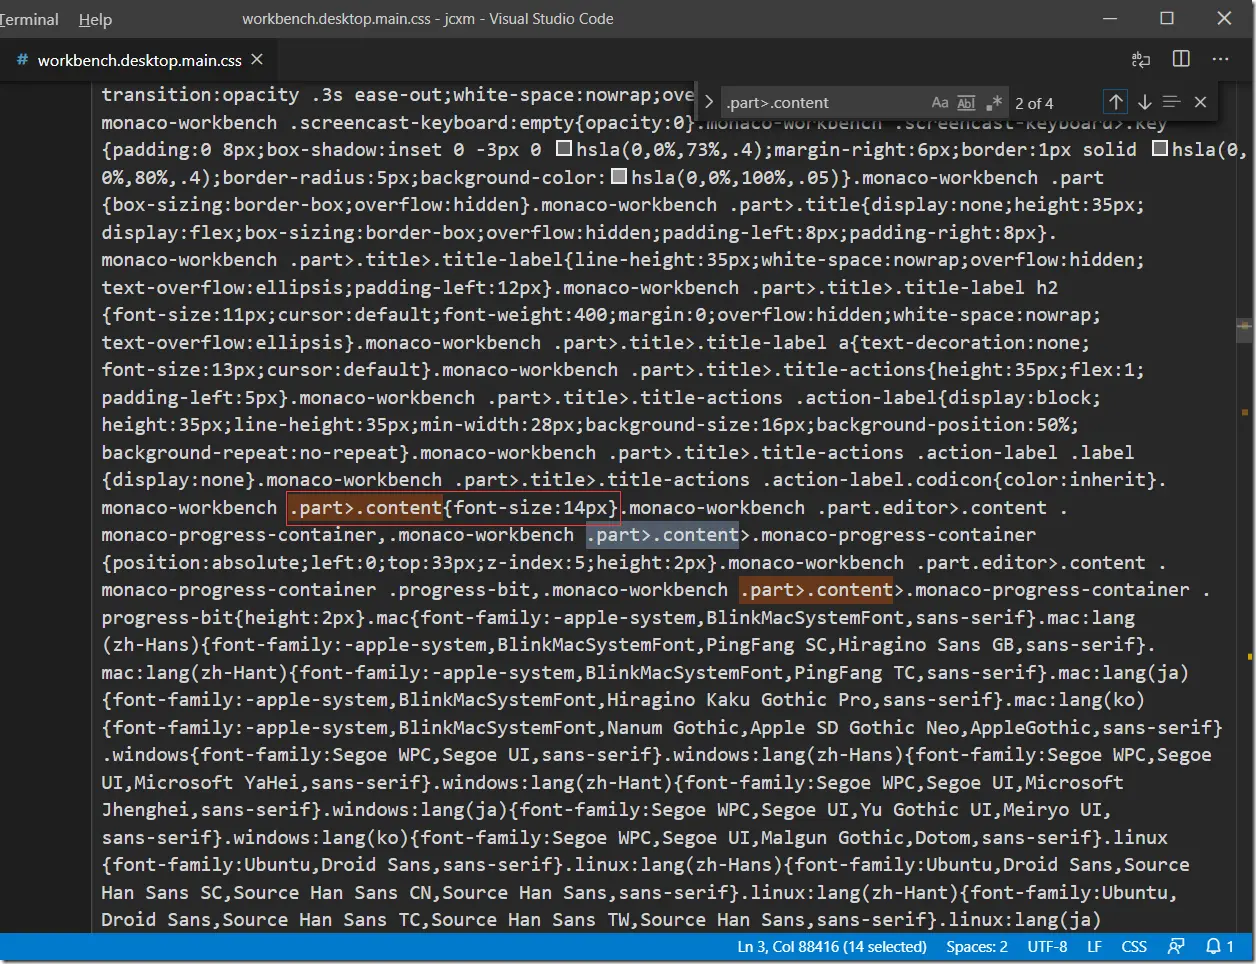 Terminal Help workbench.desktop.main.css - jcxm - Visual Studio Code
# workbench.desktop.main.css
.part>.content Aa Abl .* 2 of 4
transition:opacity .3s ease-out;white-space:nowrap;ove
monaco-workbench .screencast-keyboard:empty{opacity:0}.monaco-workbench .screencast-keyboard>.key
{padding:0 8px;box-shadow:inset 0 -3px 0 hsla(0,0%,73%,.4);margin-right:6px;border:1px solid hsla(0,
0%,80%,.4);border-radius:5px;background-color:hsla(0,0%,100%,.05)}.monaco-workbench .part
{box-sizing:border-box;overflow:hidden}.monaco-workbench .part>.title{display:none;height:35px;
display:flex;box-sizing:border-box;overflow:hidden;padding-left:8px;padding-right:8px}.
monaco-workbench .part>.title>.title-label{line-height:35px;white-space:nowrap;overflow:hidden;
text-overflow:ellipsis;padding-left:12px}.monaco-workbench .part>.title>.title-label h2
{font-size:11px;cursor:default;font-weight:400;margin:0;overflow:hidden;white-space:nowrap;
text-overflow:ellipsis}.monaco-workbench .part>.title>.title-label a{text-decoration:none;
font-size:13px;cursor:default}.monaco-workbench .part>.title>.title-actions{height:35px;flex:1;
padding-left:5px}.monaco-workbench .part>.title>.title-actions .action-label{display:block;
height:35px;line-height:35px;min-width:28px;background-size:16px;background-position:50%;
background-repeat:no-repeat}.monaco-workbench .part>.title>.title-actions .action-label .label
{display:none}.monaco-workbench .part>.title>.title-actions .action-label.codicon{color:inherit}.
monaco-workbench .part>.content{font-size:14px}.monaco-workbench .part.editor>.content .
monaco-progress-container,.monaco-workbench .part>.content>.monaco-progress-container
{position:absolute;left:0;top:33px;z-index:5;height:2px}.monaco-workbench .part.editor>.content .
monaco-progress-container .progress-bit,.monaco-workbench .part>.content>.monaco-progress-container .
progress-bit{height:2px}.mac{font-family:-apple-system,BlinkMacSystemFont,sans-serif}.mac:lang
(zh-Hans){font-family:-apple-system,BlinkMacSystemFont,PingFang SC,Hiragino Sans GB,sans-serif}.
mac:lang(zh-Hant){font-family:-apple-system,BlinkMacSystemFont,PingFang TC,sans-serif}.mac:lang(ja)
{font-family:-apple-system,BlinkMacSystemFont,Hiragino Kaku Gothic Pro,sans-serif}.mac:lang(ko)
{font-family:-apple-system,BlinkMacSystemFont,Nanum Gothic,Apple SD Gothic Neo,AppleGothic,sans-serif}
.windows{font-family:Segoe WPC,Segoe UI,sans-serif}.windows:lang(zh-Hans){font-family:Segoe WPC,Segoe
UI,Microsoft YaHei,sans-serif}.windows:lang(zh-Hant){font-family:Segoe WPC,Segoe UI,Microsoft
Jhenghei,sans-serif}.windows:lang(ja){font-family:Segoe WPC,Segoe UI,Yu Gothic UI,Meiryo UI,
sans-serif}.windows:lang(ko){font-family:Segoe WPC,Segoe UI,Malgun Gothic,Dotom,sans-serif}.linux
{font-family:Ubuntu,Droid Sans,sans-serif}.linux:lang(zh-Hans){font-family:Ubuntu,Droid Sans,Source
Han Sans SC,Source Han Sans CN,Source Han Sans,sans-serif}.linux:lang(zh-Hant){font-family:Ubuntu,
Droid Sans,Source Han Sans TC,Source Han Sans TW,Source Han Sans,sans-serif}.linux:lang(ja)
Ln 3, Col 88416 (14 selected) Spaces: 2 UTF-8 LF CSS 1